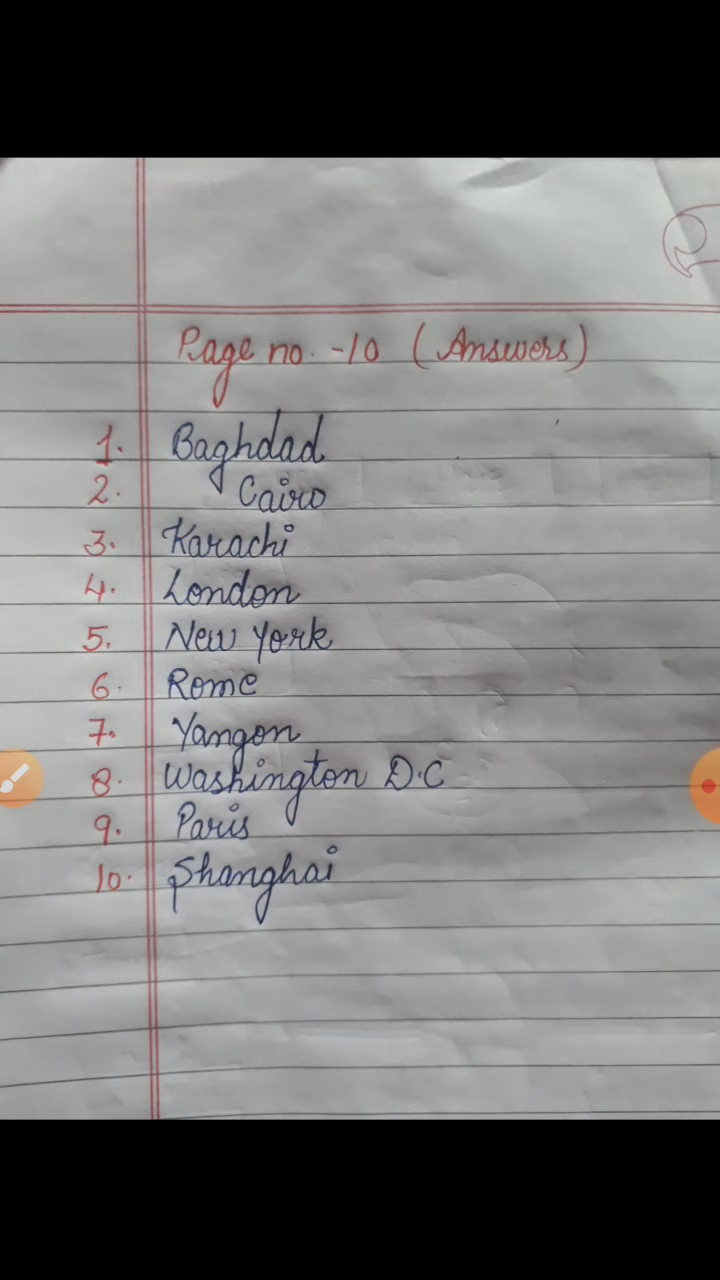 Page no. -10 (Answers)
1. Baghdad
2. Cairo
3. Karachi
4. London
5. New York
6. Rome
7. Yangon
8. Washington D.C
9. Paris
10. Shanghai